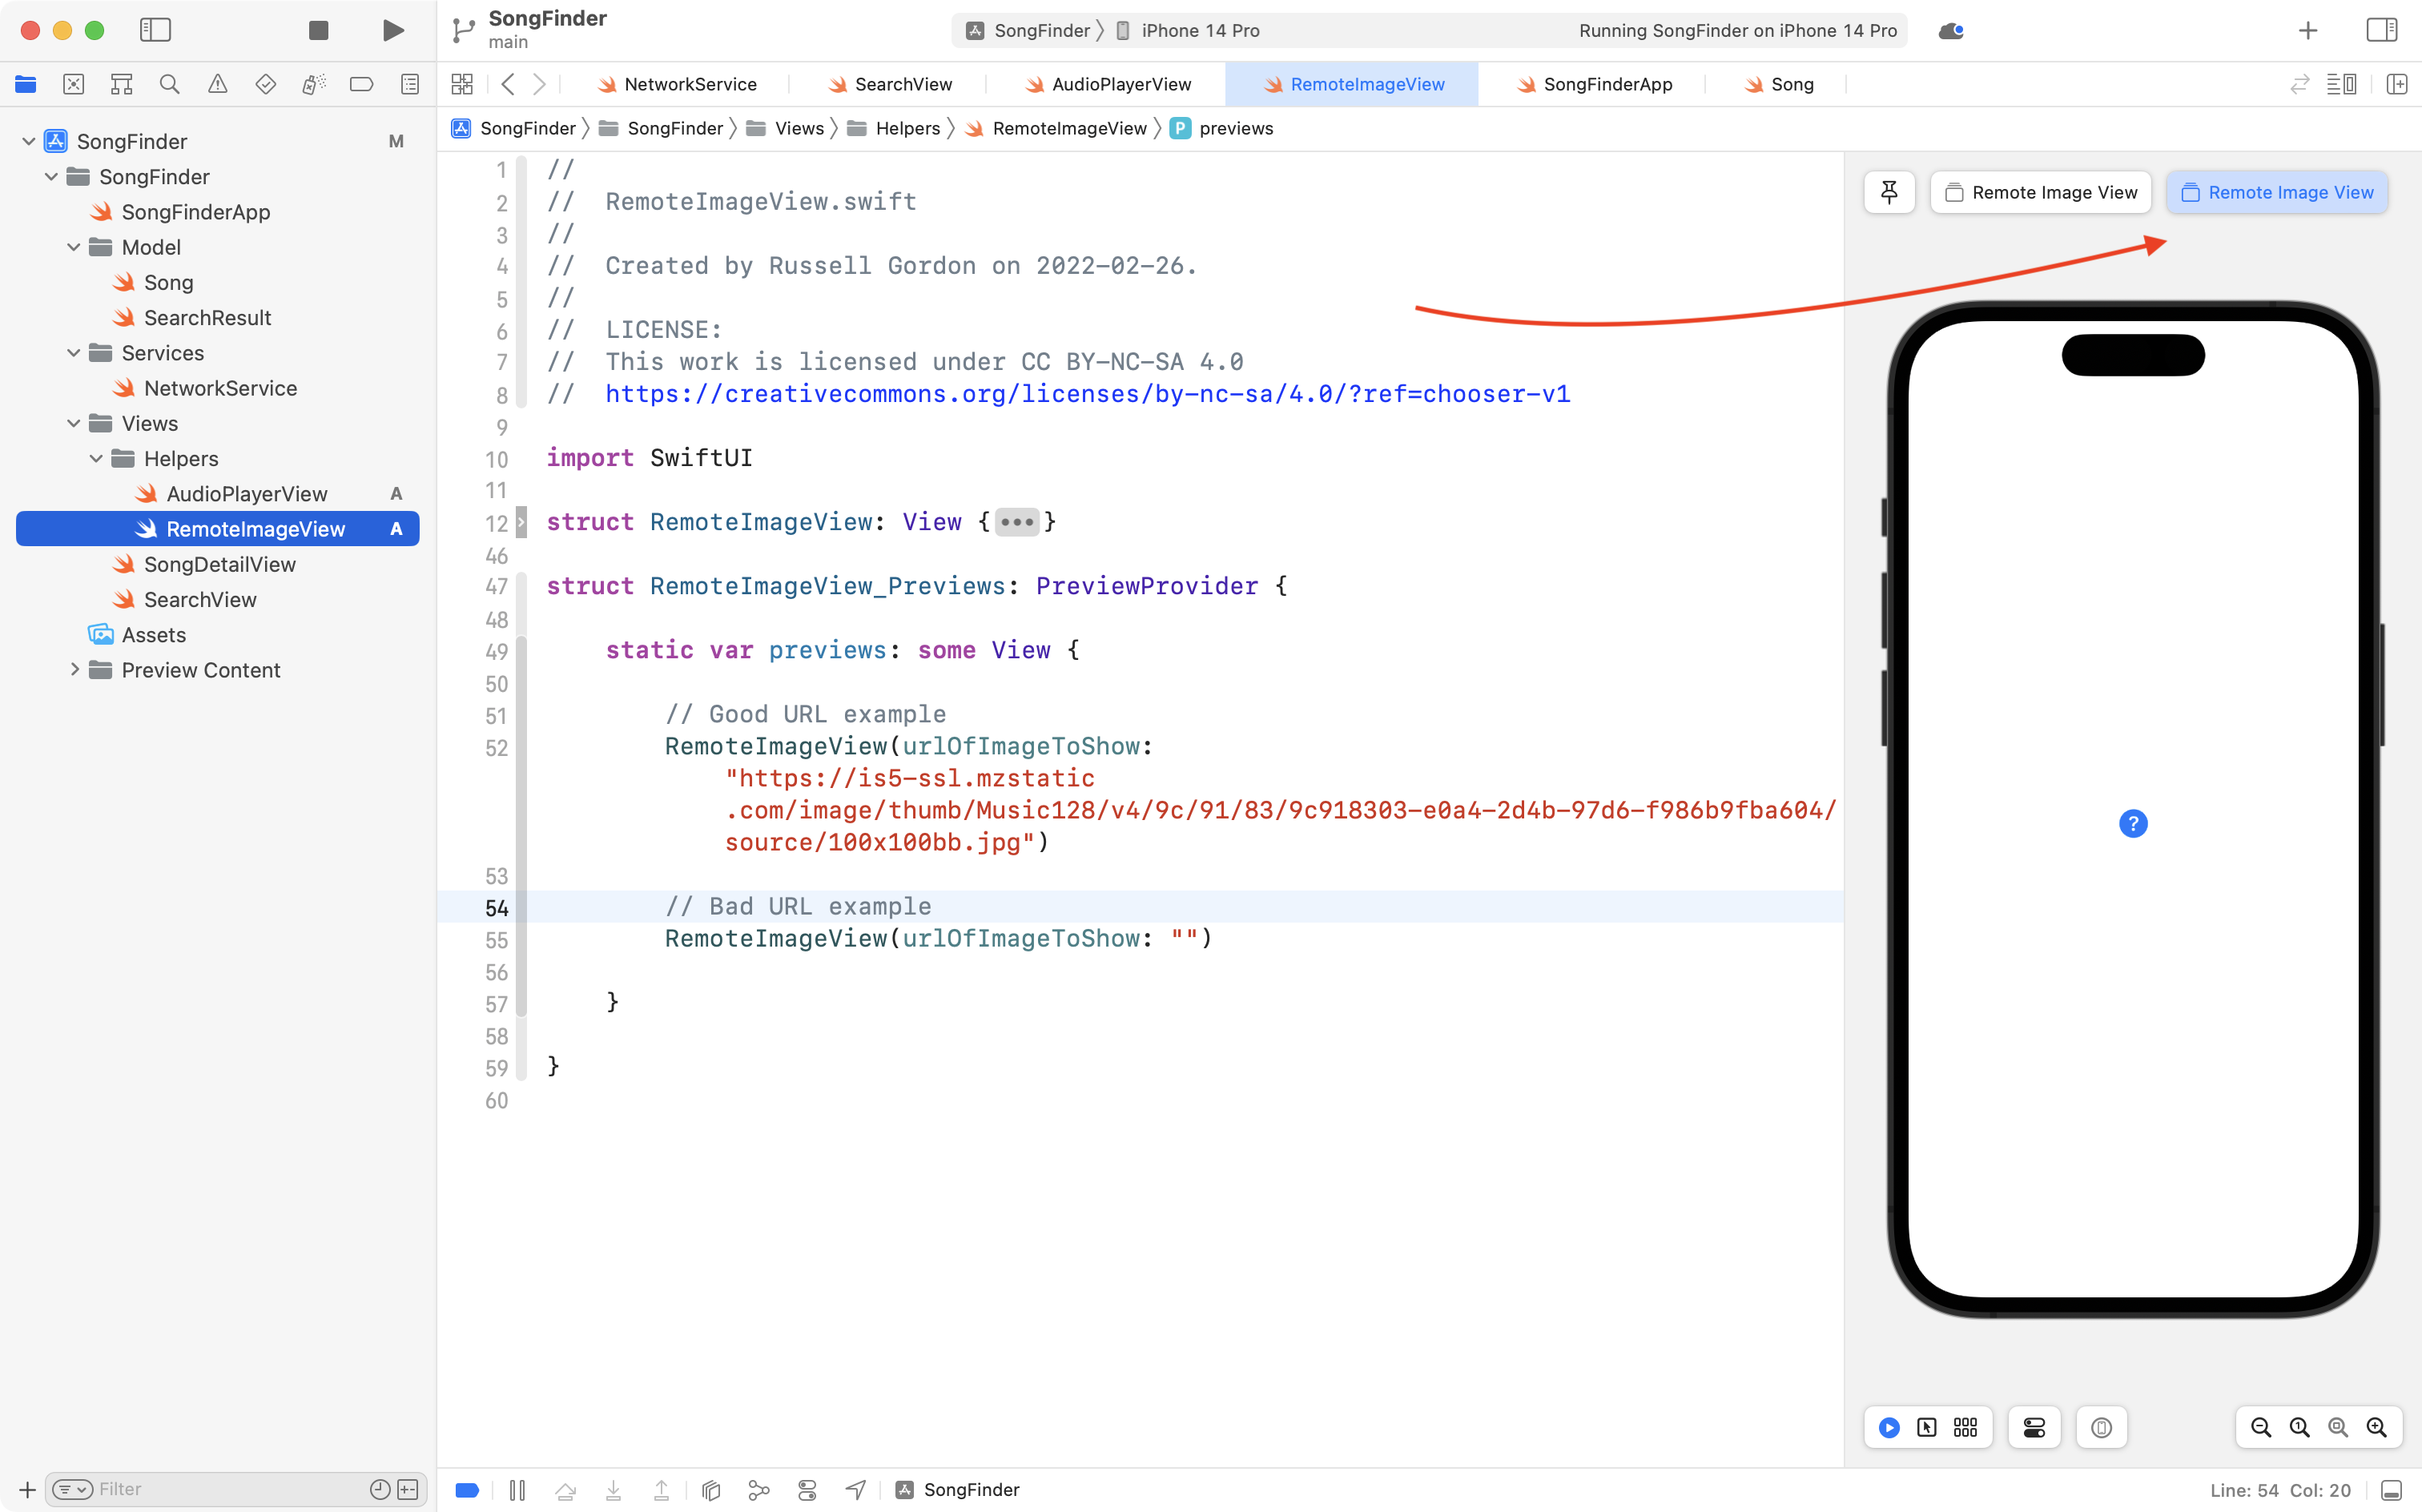 SongFinder
main
SongFinder
iPhone 14 Pro
Running SongFinder on iPhone 14 Pro
NetworkService
SearchView
AudioPlayerView
RemoteImageView
SongFinderApp
Song
SongFinder
SongFinder
Views
Helpers
RemoteImageView
P
previews
SongFinder M
SongFinder
SongFinderApp
Model
Song
SearchResult
Services
NetworkService
Views
Helpers
AudioPlayerView A
RemoteImageView A
SongDetailView
SearchView
Assets
Preview Content
Filter
1 //
2 //  RemoteImageView.swift
3 //
4 //  Created by Russell Gordon on 2022-02-26.
5 //
6 //  LICENSE:
7 //  This work is licensed under CC BY-NC-SA 4.0
8 //  https://creativecommons.org/licenses/by-nc-sa/4.0/?ref=chooser-v1
9
10 import SwiftUI
11
12 struct RemoteImageView: View {•••}
46
47 struct RemoteImageView_Previews: PreviewProvider {
48
49     static var previews: some View {
50
51         // Good URL example
52         RemoteImageView(urlOfImageToShow:
"https://is5-ssl.mzstatic
.com/image/thumb/Music128/v4/9c/91/83/9c918303-e0a4-2d4b-97d6-f986b9fba604/
source/100x100bb.jpg")
53
54         // Bad URL example
55         RemoteImageView(urlOfImageToShow: "")
56
57     }
58
59 }
60
Remote Image View
Remote Image View
?
1
SongFinder
Line: 54 Col: 20